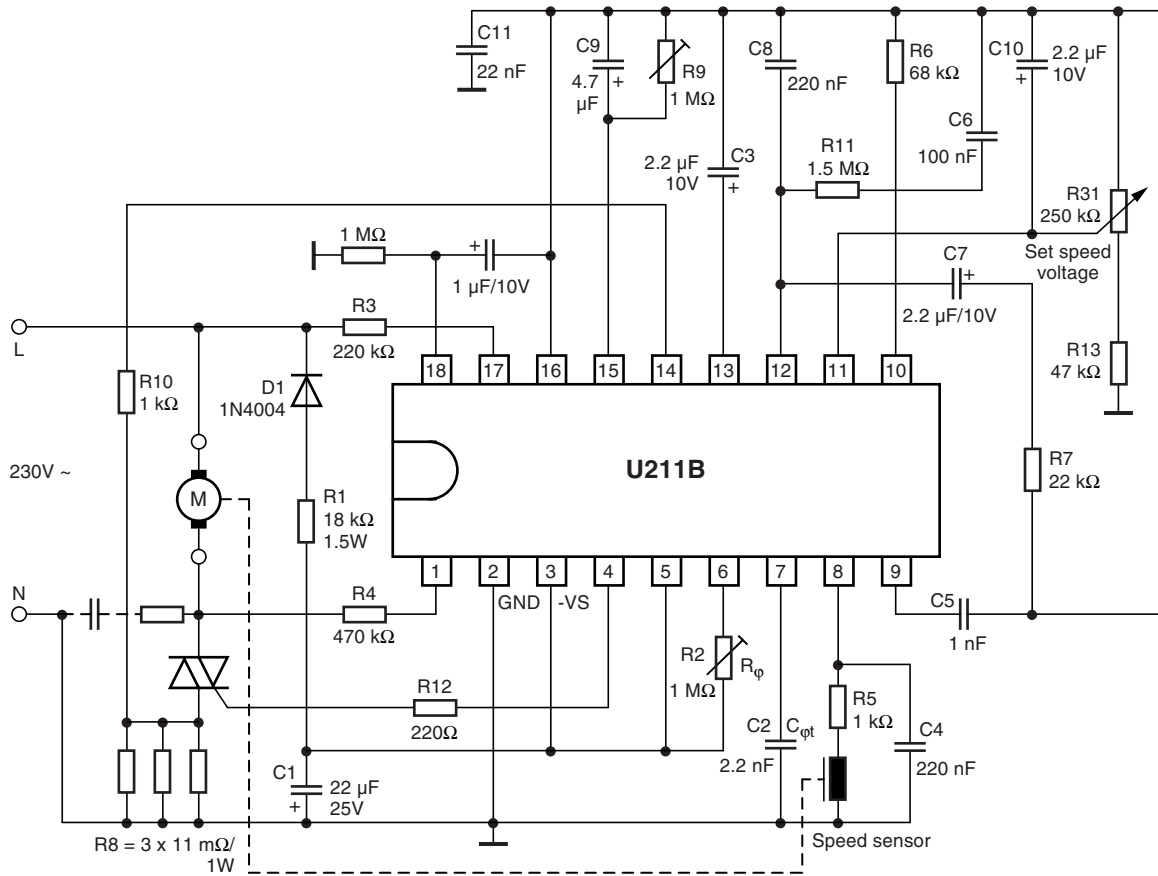 C11
22 nF
C9
4.7
µF
+
R9
1 MΩ
C8
220 nF
R6
68 kΩ
C10
2.2 µF
10V
+
C6
100 nF
R11
1.5 MΩ
2.2 µF
10V
C3
+
R31
250 kΩ
Set speed
voltage
1 MΩ
+
1 µF/10V
C7
+
2.2 µF/10V
L
R3
220 kΩ
R13
47 kΩ
18
17
16
15
14
13
12
11
10
R10
1 kΩ
D1
1N4004
U211B
R7
22 kΩ
230V ~
M
R1
18 kΩ
1.5W
1
2
3
4
5
6
7
8
9
GND
-VS
N
R4
470 kΩ
C5
1 nF
R2
1 MΩ
Rφ
R12
220Ω
R5
1 kΩ
C2
Cφt
2.2 nF
C4
220 nF
C1
22 µF
25V
+
R8 = 3 x 11 mΩ/
1W
Speed sensor